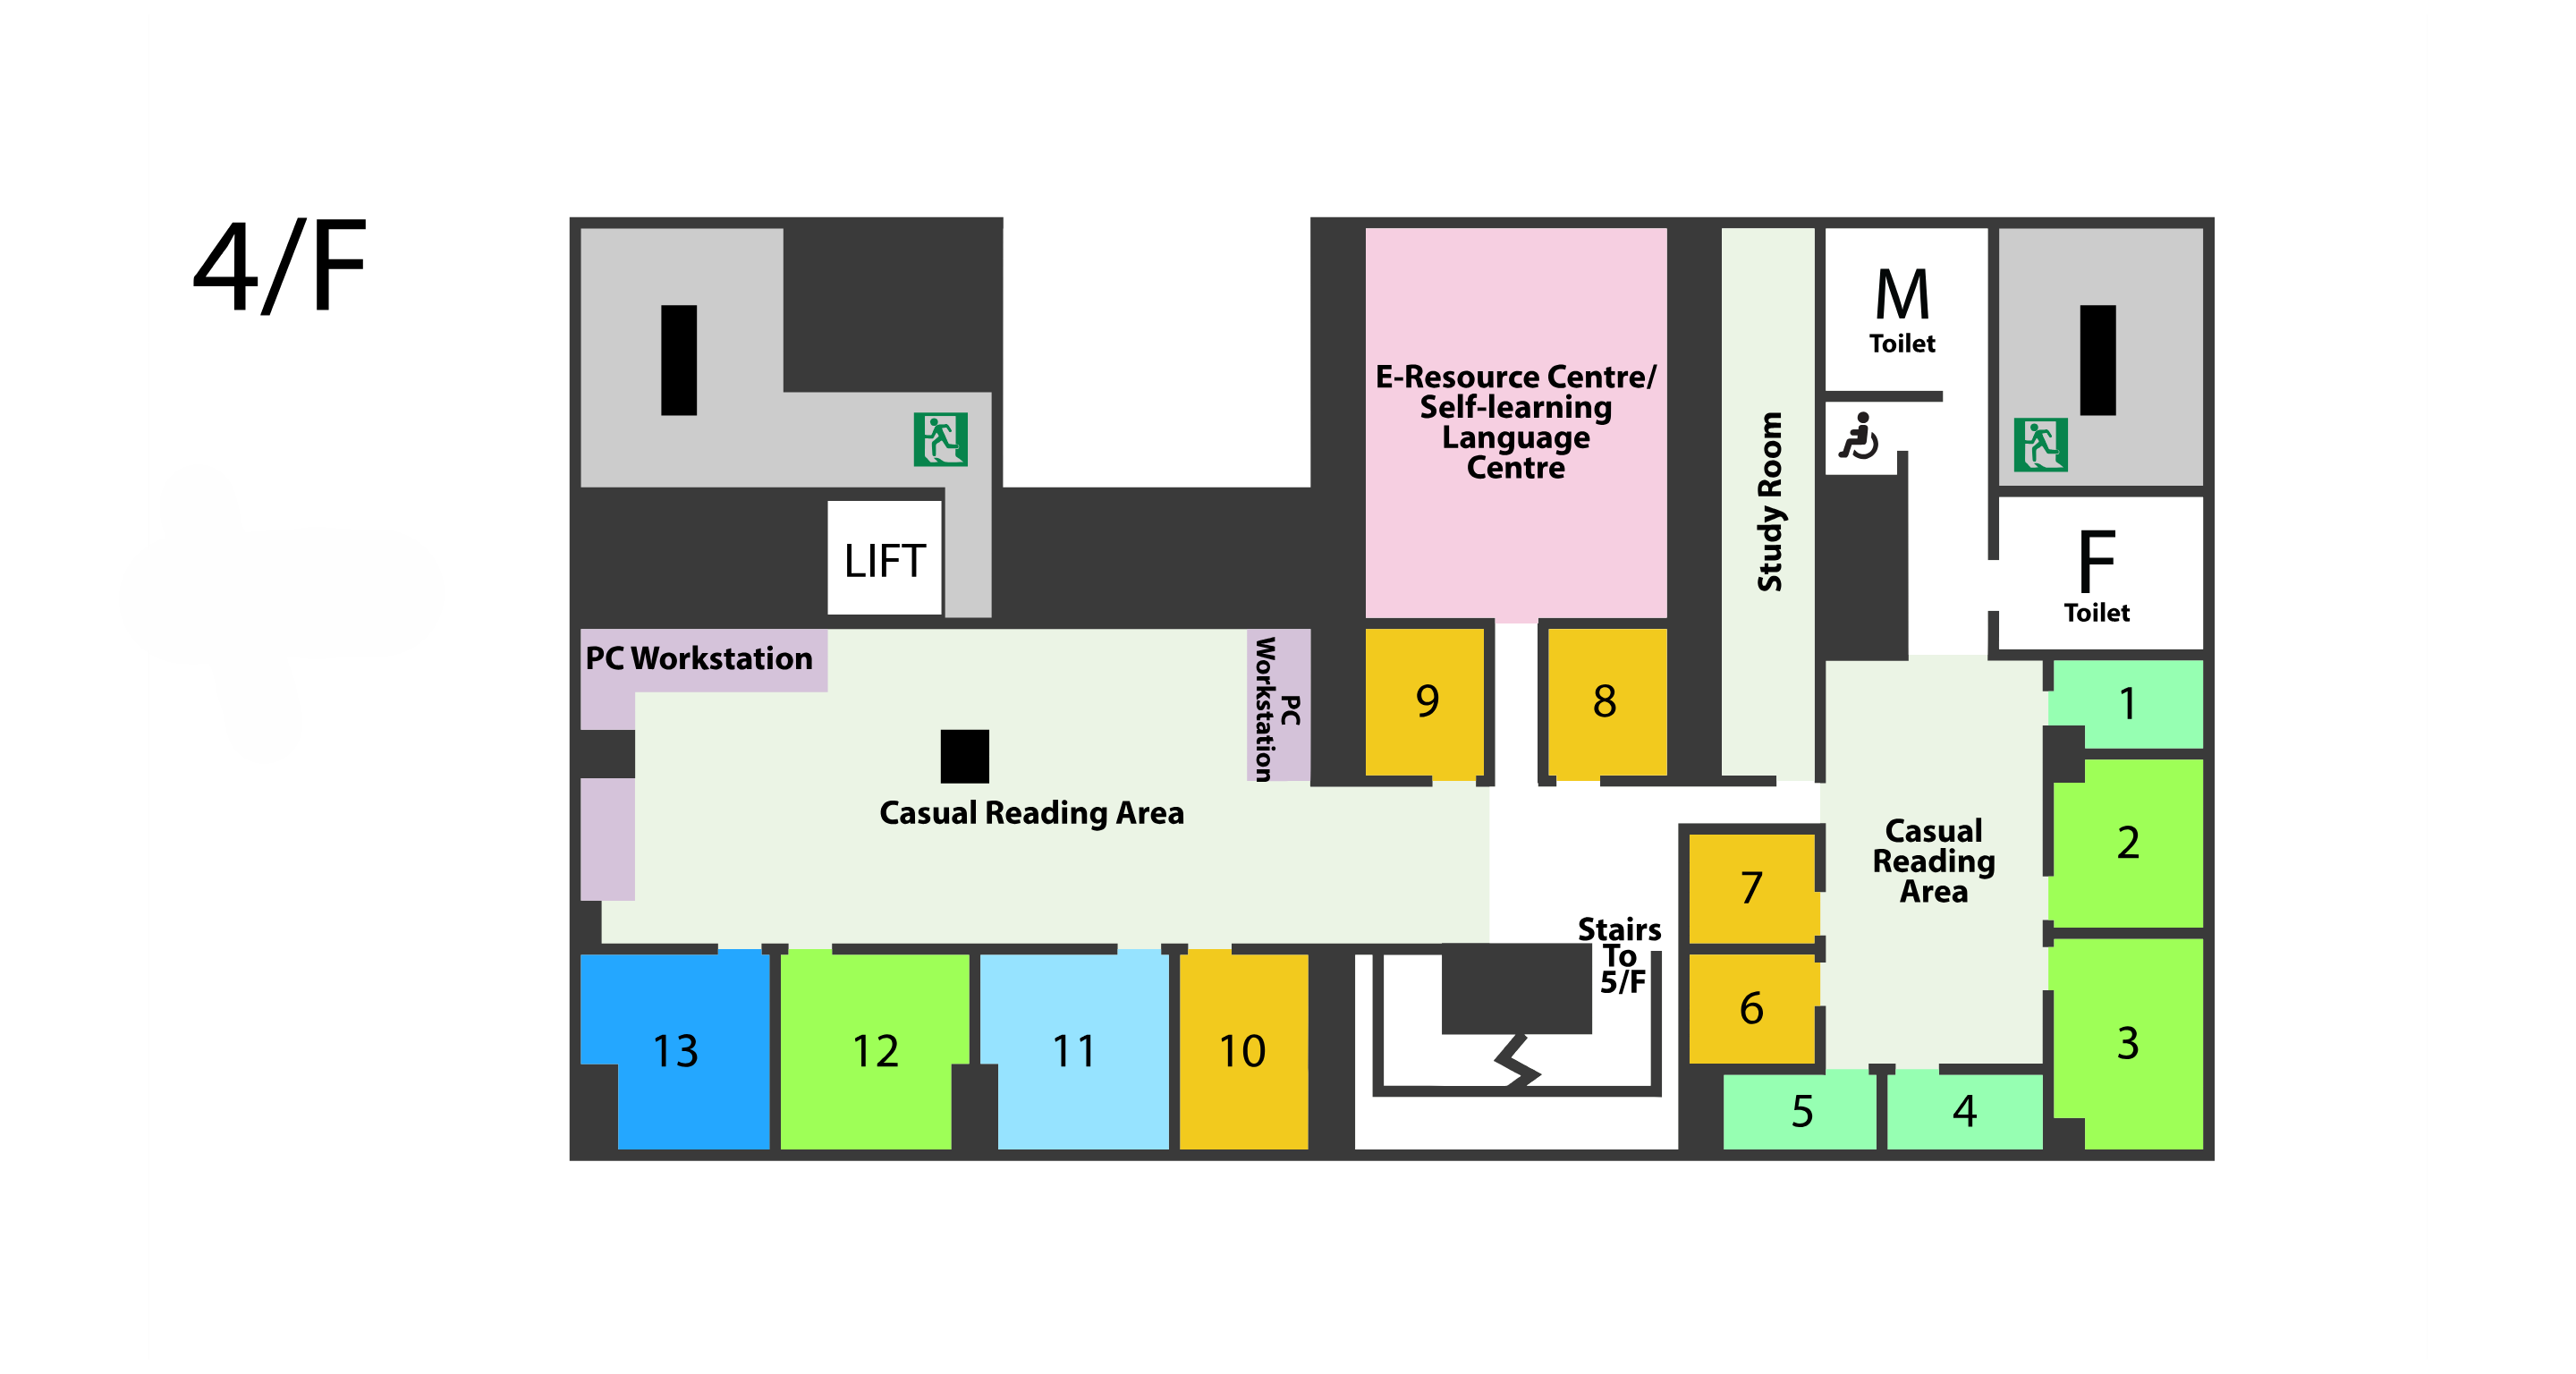 4/F
M
Toilet
E-Resource Centre/
Self-learning
Language
Centre
Study Room
LIFT
F
Toilet
PC Workstation
PC
Workstation
9
8
1
Casual Reading Area
Casual
Reading
Area
2
7
Stairs
To
5/F
6
3
13
12
11
10
5
4